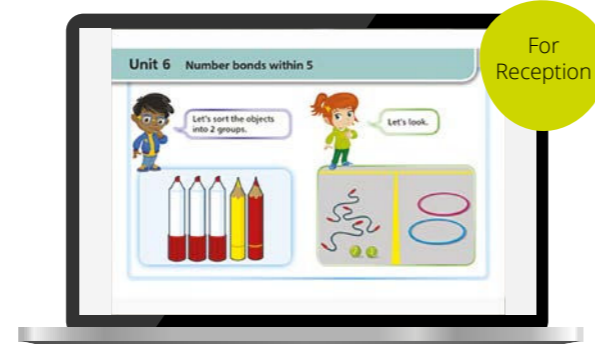 For
Reception
Unit 6 Number bonds within 5
Let's sort the objects
into 2 groups.
Let's look.